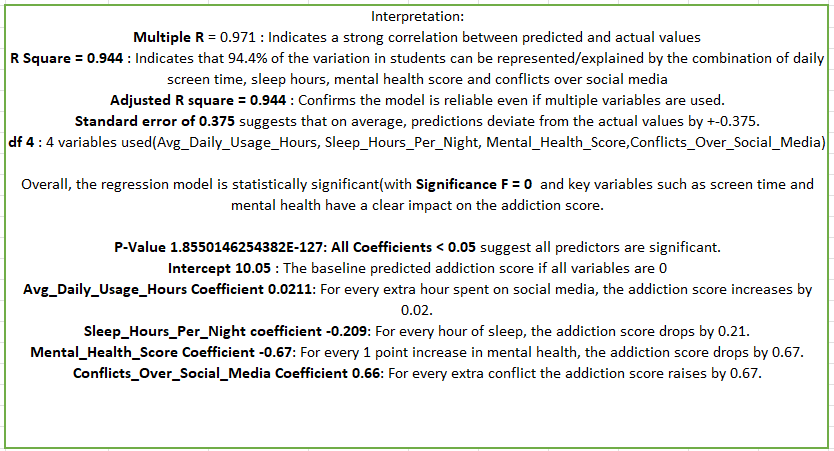 Interpretation:
Multiple R = 0.971 : Indicates a strong correlation between predicted and actual values
R Square = 0.944 : Indicates that 94.4% of the variation in students can be represented/explained by the combination of daily
screen time, sleep hours, mental health score and conflicts over social media
Adjusted R square = 0.944 : Confirms the model is reliable even if multiple variables are used.
Standard error of 0.375 suggests that on average, predictions deviate from the actual values by +-0.375.
df 4 : 4 variables used(Avg_Daily_Usage_Hours, Sleep_Hours_Per_Night, Mental_Health_Score,Conflicts_Over_Social_Media)
Overall, the regression model is statistically significant(with Significance F = 0 and key variables such as screen time and
mental health have a clear impact on the addiction score.
P-Value 1.8550146254382E-127: All Coefficients < 0.05 suggest all predictors are significant.
Intercept 10.05 : The baseline predicted addiction score if all variables are 0
Avg_Daily_Usage_Hours Coefficient 0.0211: For every extra hour spent on social media, the addiction score increases by
0.02.
Sleep_Hours_Per_Night coefficient -0.209: For every hour of sleep, the addiction score drops by 0.21.
Mental_Health_Score Coefficient -0.67: For every 1 point increase in mental health, the addiction score drops by 0.67.
Conflicts_Over_Social_Media Coefficient 0.66: For every extra conflict the addiction score raises by 0.67.